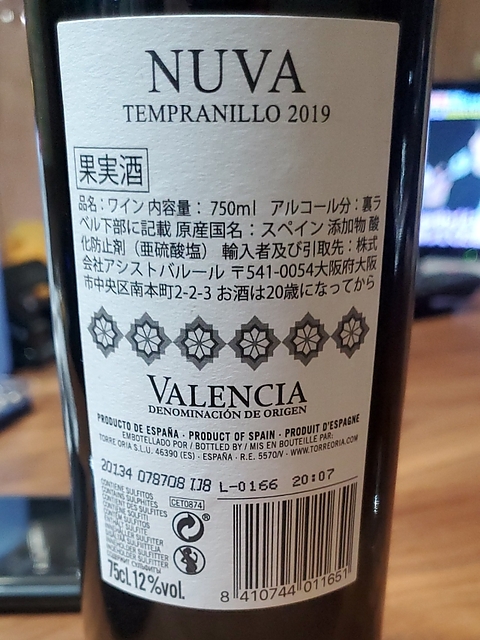 NUVA
TEMPRANILLO 2019
果実酒
品名：ワイン 内容量： 750ml アルコール分：裏ラ
ベル下部に記載 原産国名：スペイン 添加物 酸
化防止剤（亜硫酸塩） 輸入者及び引取先：株式
会社アシストバルール 〒541-0054大阪府大阪
市中央区南本町2-2-3 お酒は20歳になってから
VALENCIA
DENOMINACIÓN DE ORIGEN
PRODUCTO DE ESPAÑA · PRODUCT OF SPAIN · PRODUIT D'ESPAGNE
EMBOTELLADO POR / BOTTLED BY / MIS EN BOUTEILLE PAR:
TORRE ORIA S.L.U. 46390 (ES) - ESPAÑA - R.E. 5570/V - WWW.TORREORIA.COM
20134 078708 118 L-0166 20:07
CONTIENE SULFITOS
CONTAINS SULPHITES
CET0874
75cl.12%vol.
8 410744 011651